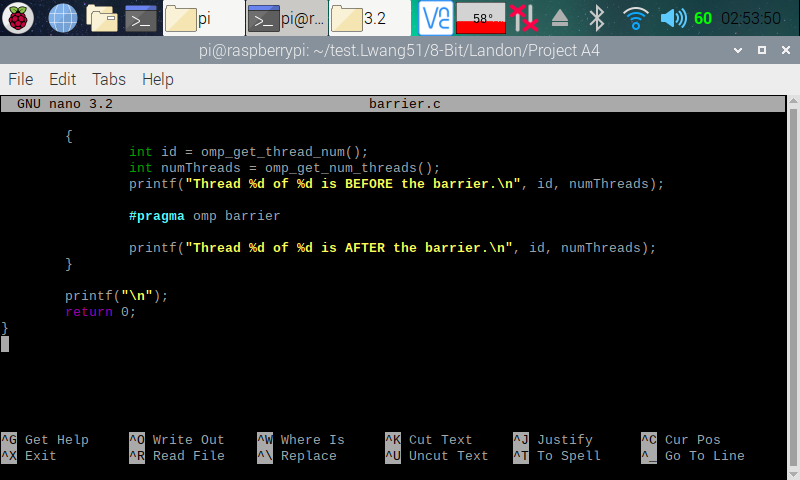 pi
pi@r...
3.2
58°
60
02:53:50
pi@raspberrypi: ~/test.Lwang51/8-Bit/Landon/Project A4
File Edit Tabs Help
GNU nano 3.2 barrier.c
{
int id = omp_get_thread_num();
int numThreads = omp_get_num_threads();
printf("Thread %d of %d is BEFORE the barrier.\n", id, numThreads);
#pragma omp barrier
printf("Thread %d of %d is AFTER the barrier.\n", id, numThreads);
}
printf("\n");
return 0;
}
^G Get Help ^O Write Out ^W Where Is ^K Cut Text ^J Justify ^C Cur Pos
^X Exit ^R Read File ^\ Replace ^U Uncut Text ^T To Spell ^_ Go To Line